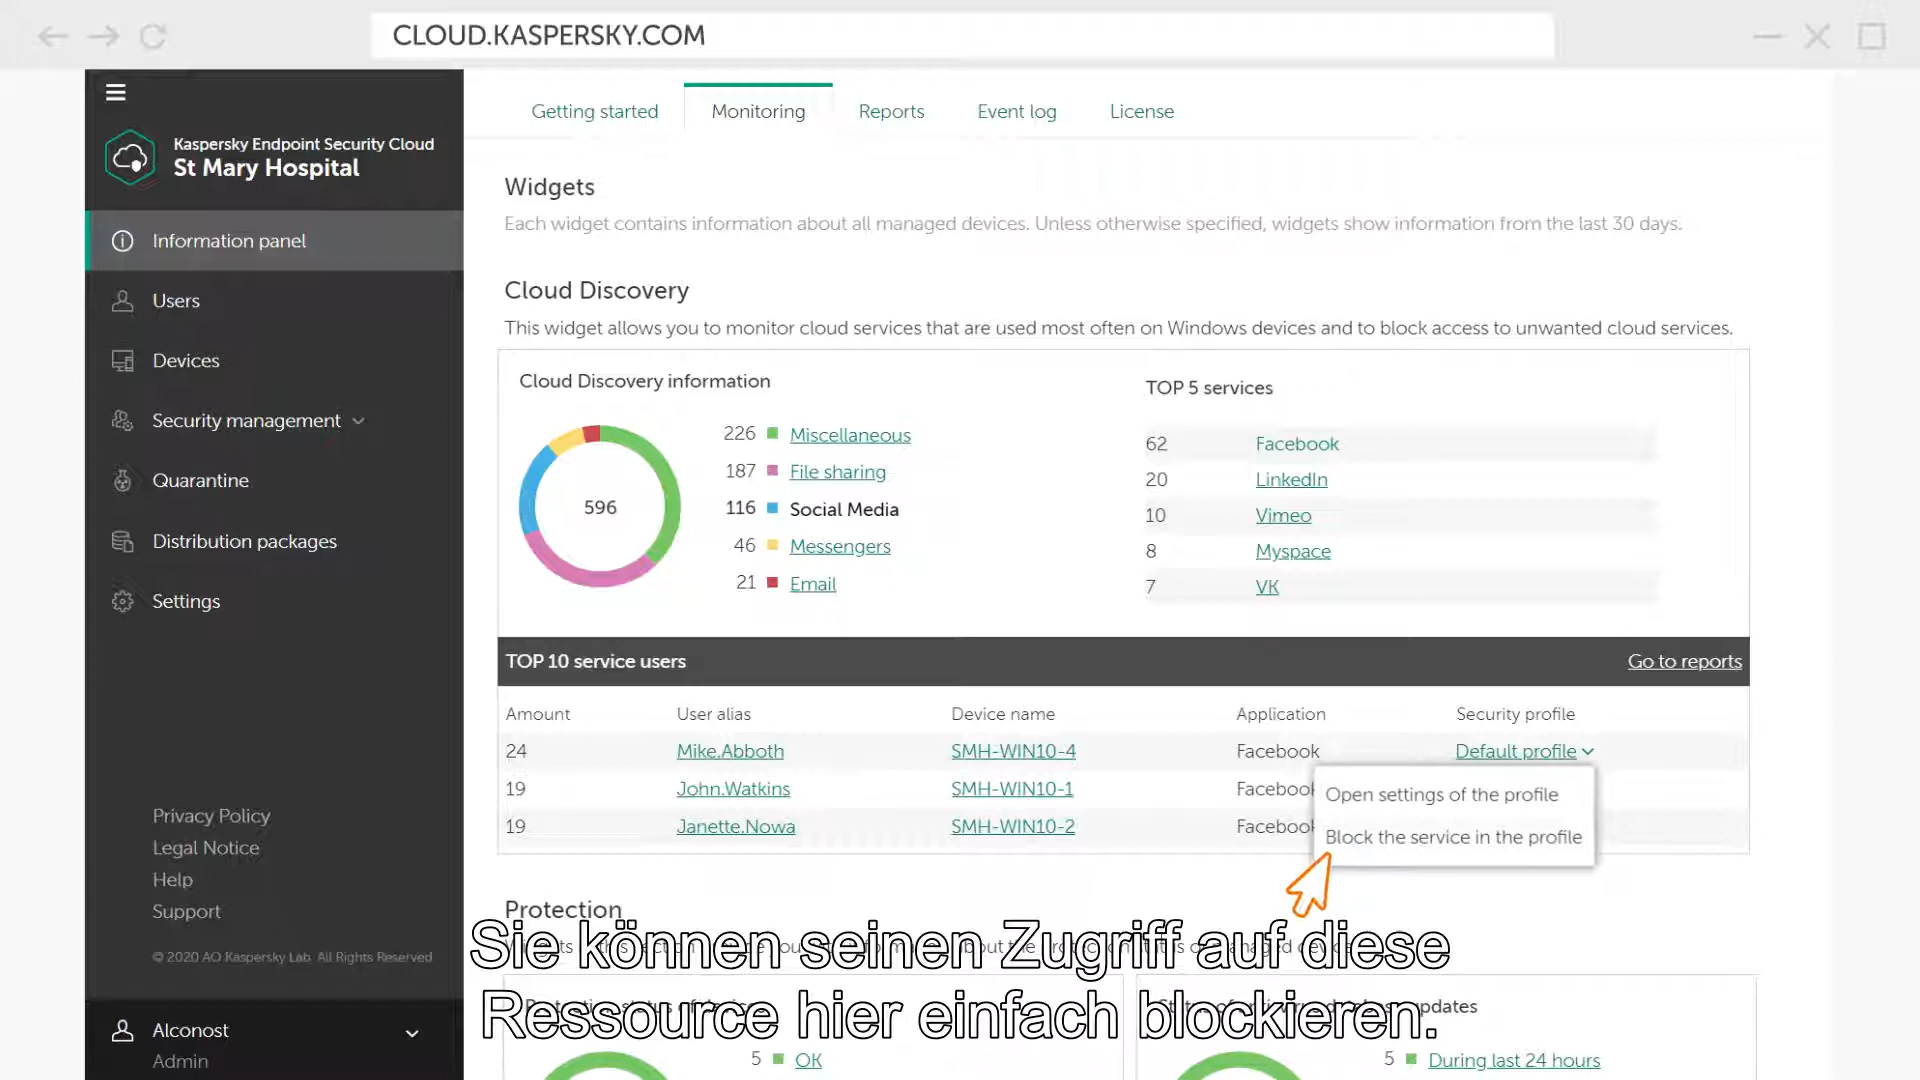 CLOUD.KASPERSKY.COM
Kaspersky Endpoint Security Cloud
St Mary Hospital
Information panel
Users
Devices
Security management
Quarantine
Distribution packages
Settings
Privacy Policy
Legal Notice
Help
Support
© 2020 AO Kaspersky Lab. All Rights Reserved
Alconost
Admin
Getting started Monitoring Reports Event log License
Widgets
Each widget contains information about all managed devices. Unless otherwise specified, widgets show information from the last 30 days.
Cloud Discovery
This widget allows you to monitor cloud services that are used most often on Windows devices and to block access to unwanted cloud services.
Cloud Discovery information
596
226 Miscellaneous
187 File sharing
116 Social Media
46 Messengers
21 Email
TOP 5 services
62 Facebook
20 LinkedIn
10 Vimeo
8 Myspace
7 VK
TOP 10 service users Go to reports
Amount User alias Device name Application Security profile
24 Mike.Abboth SMH-WIN10-4 Facebook Default profile
19 John.Watkins SMH-WIN10-1 Facebook
19 Janette.Nowa SMH-WIN10-2 Facebook
Open settings of the profile
Block the service in the profile
Protection
Sie können seinen Zugriff auf diese
Ressource hier einfach blockieren.
5 OK
5 During last 24 hours